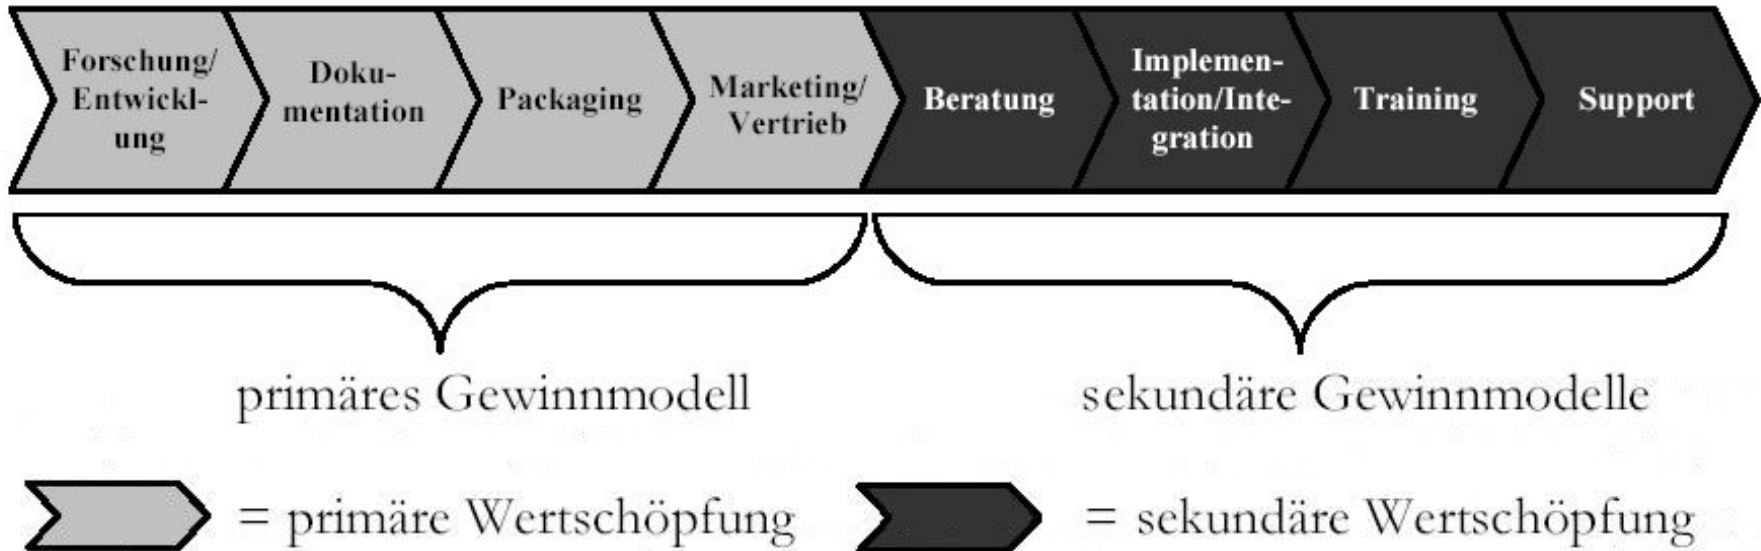 Forschung/
Entwickl-
ung
Doku-
mentation
Packaging
Marketing/
Vertrieb
Beratung
Implemen-
tation/Inte-
gration
Training
Support
primäres Gewinnmodell
sekundäre Gewinnmodelle
= primäre Wertschöpfung
= sekundäre Wertschöpfung